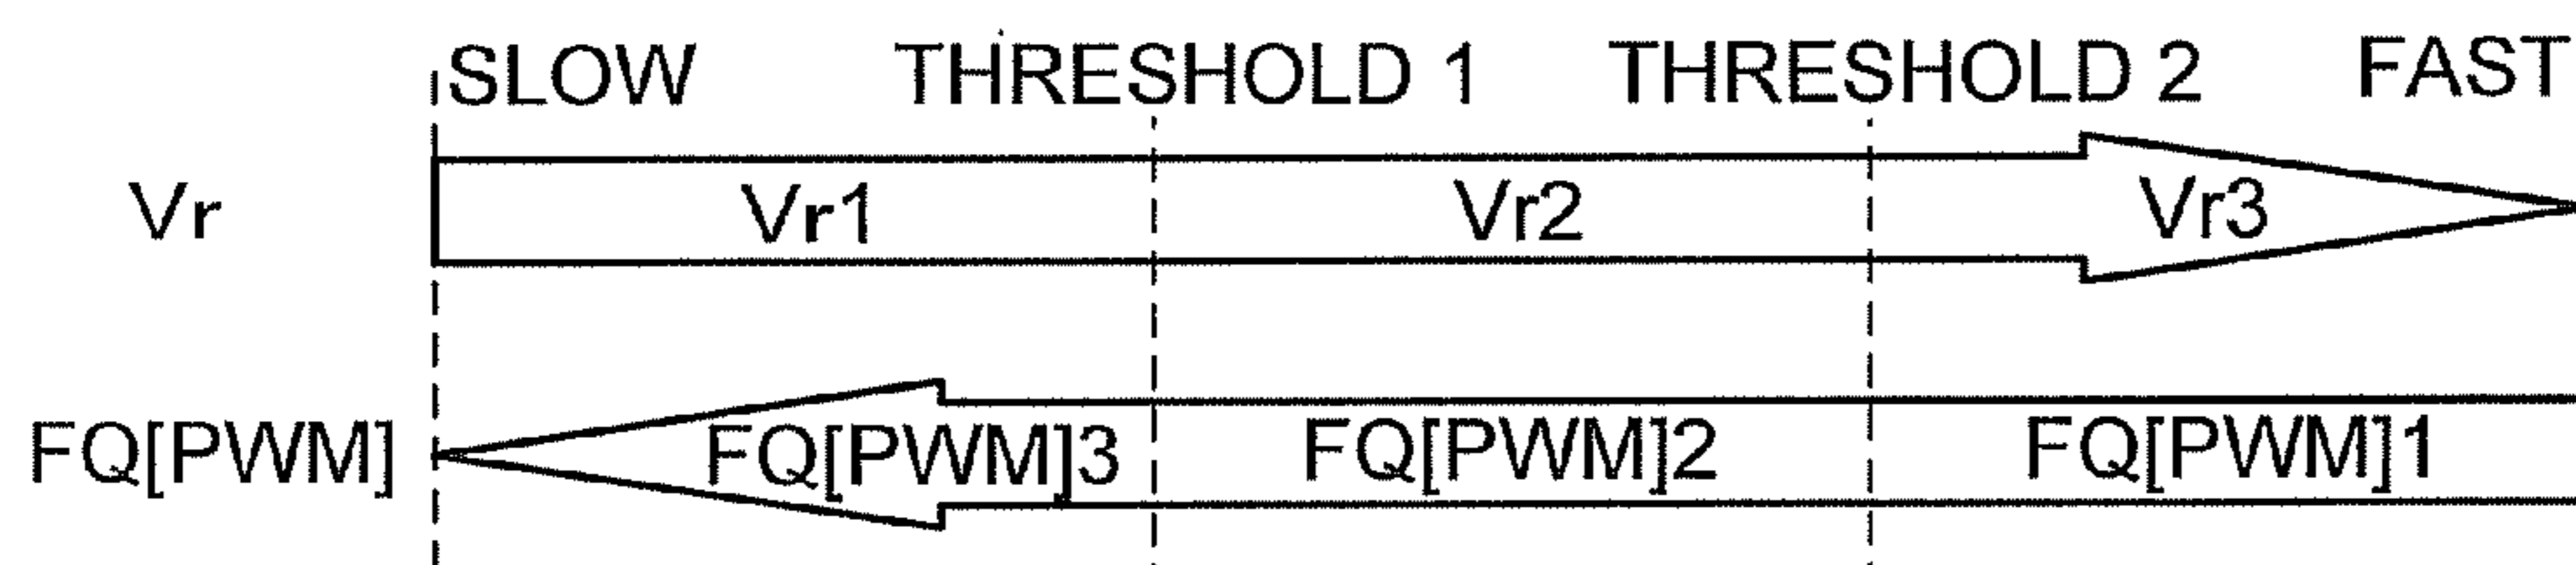 SLOW THRESHOLD 1 THRESHOLD 2 FAST
Vr Vr1 Vr2 Vr3
FQ[PWM] FQ[PWM]3 FQ[PWM]2 FQ[PWM]1